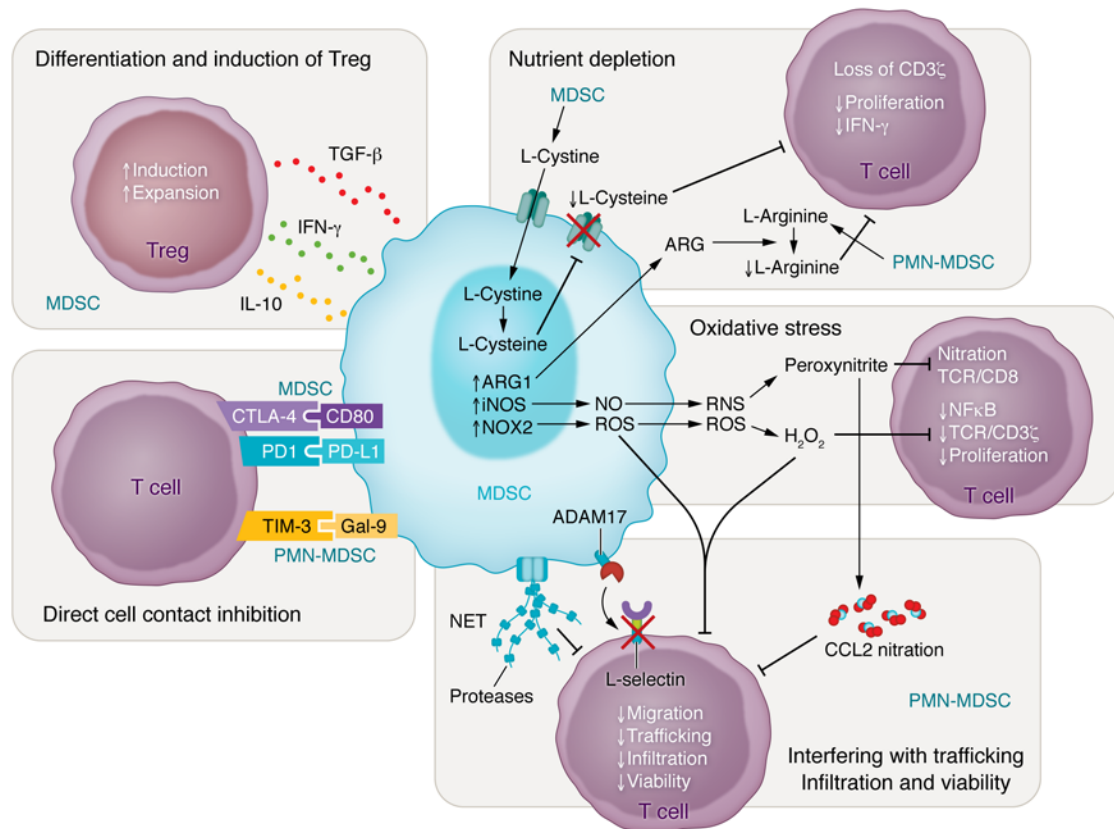 Differentiation and induction of Treg
↑Induction
↑Expansion
Treg
TGF-β
IFN-γ
IL-10
MDSC
Nutrient depletion
MDSC
L-Cystine
↓L-Cysteine
L-Cystine
L-Cysteine
ARG
L-Arginine
↓L-Arginine
PMN-MDSC
Loss of CD3ζ
↓Proliferation
↓IFN-γ
T cell
↑ARG1
↑iNOS
↑NOX2
MDSC
Oxidative stress
NO
ROS
RNS
ROS
Peroxynitrite
H₂O₂
Nitration
TCR/CD8
↓NFκB
↓TCR/CD3ζ
↓Proliferation
T cell
MDSC
CTLA-4
CD80
PD1
PD-L1
T cell
TIM-3
Gal-9
PMN-MDSC
Direct cell contact inhibition
ADAM17
NET
Proteases
L-selectin
↓Migration
↓Trafficking
↓Infiltration
↓Viability
T cell
CCL2 nitration
PMN-MDSC
Interfering with trafficking
Infiltration and viability